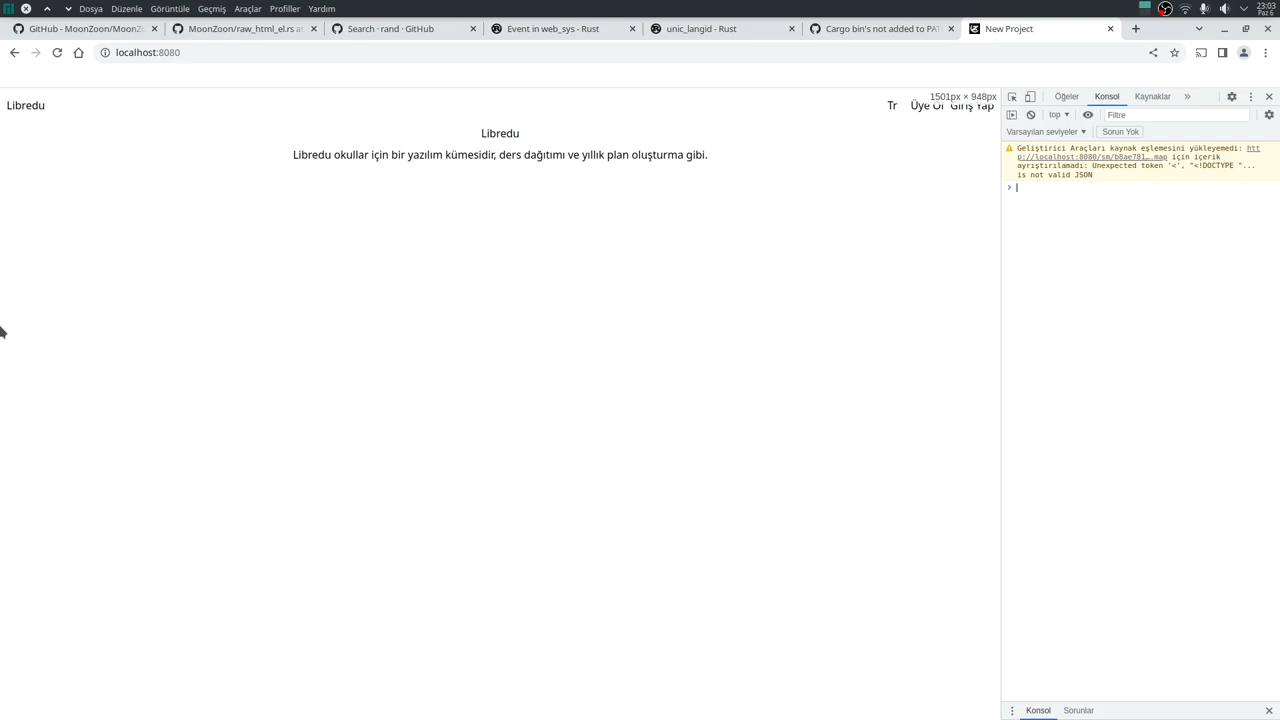 Dosya Düzenle Görüntüle Geçmiş Araçlar Profiller Yardım 23:03
Paz 6
GitHub - MoonZoon/MoonZ
MoonZoon/raw_html_el.rs a
Search · rand · GitHub
Event in web_sys - Rust
unic_langid - Rust
Cargo bin's not added to PAT
New Project
localhost:8080
1501px × 948px
Libredu Tr Üye Ol Giriş Yap
Libredu
Libredu okullar için bir yazılım kümesidir, ders dağıtımı ve yıllık plan oluşturma gibi.
Öğeler Konsol Kaynaklar »
top ▼ Filtre
Varsayılan seviyeler ▼ Sorun Yok
Geliştirici Araçları kaynak eşlemesini yükleyemedi: htt
p://localhost:8080/sm/b8ae781….map için içerik
ayrıştırılamadı: Unexpected token '<', "<!DOCTYPE "...
is not valid JSON
Konsol Sorunlar